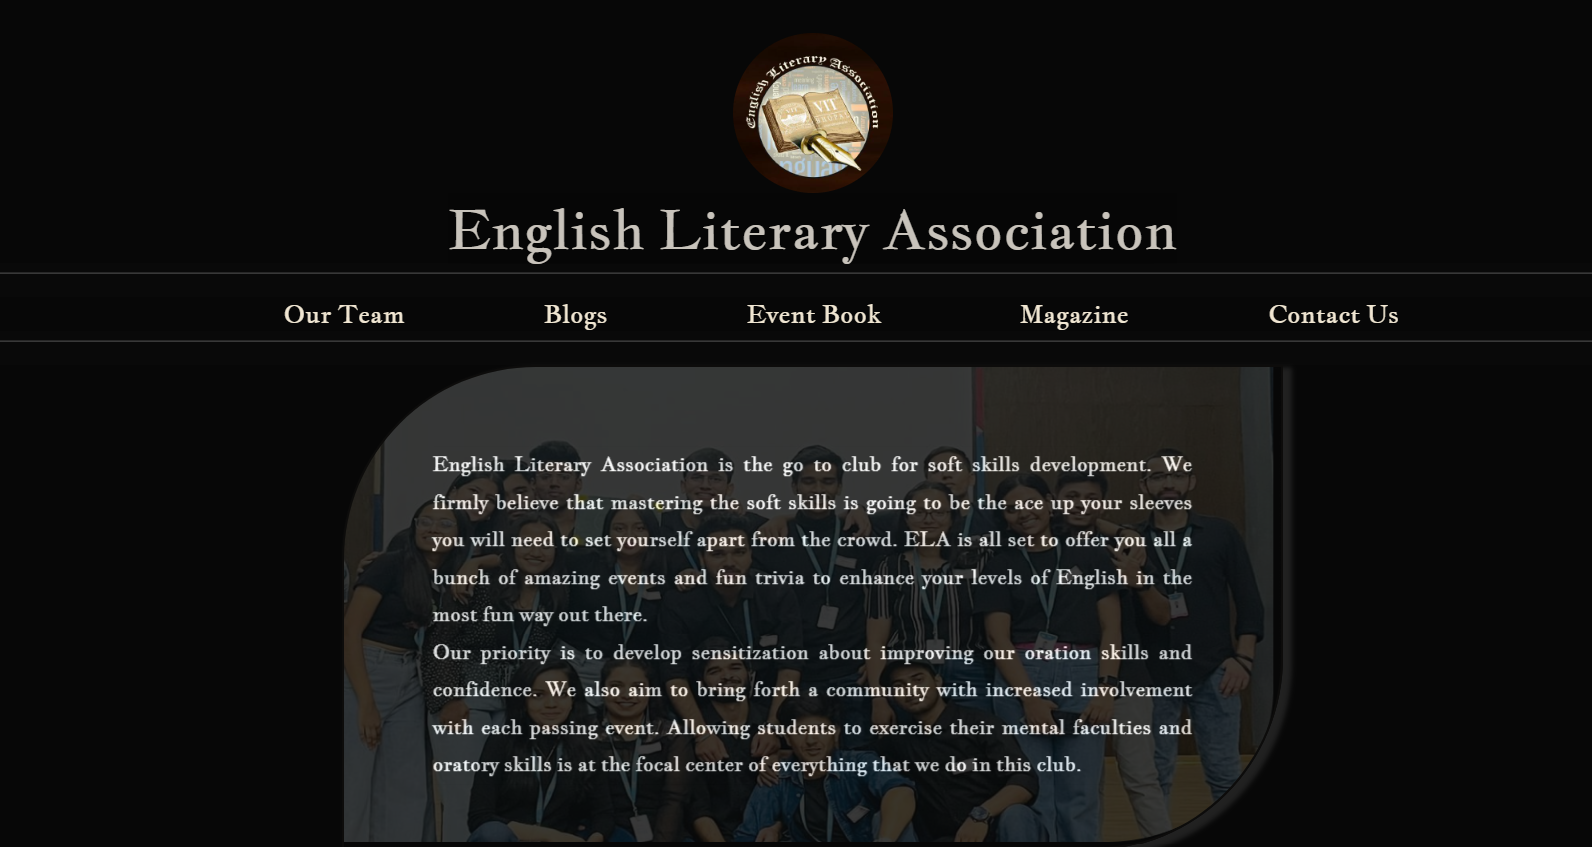 English Literary Association
VIT
English Literary Association
Our Team
Blogs
Event Book
Magazine
Contact Us
English Literary Association is the go to club for soft skills development. We
firmly believe that mastering the soft skills is going to be the ace up your sleeves
you will need to set yourself apart from the crowd. ELA is all set to offer you all a
bunch of amazing events and fun trivia to enhance your levels of English in the
most fun way out there.
Our priority is to develop sensitization about improving our oration skills and
confidence. We also aim to bring forth a community with increased involvement
with each passing event. Allowing students to exercise their mental faculties and
oratory skills is at the focal center of everything that we do in this club.